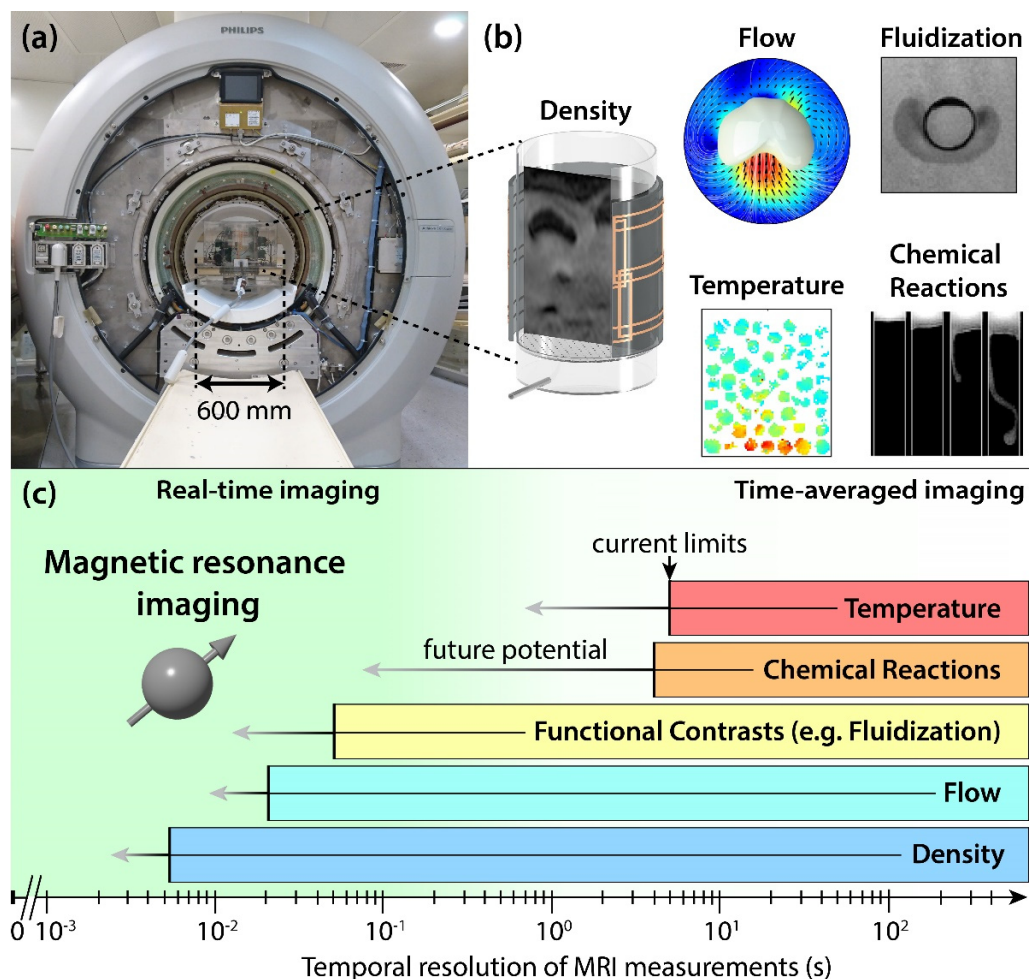 (a)
PHILIPS
600 mm
(b)
Density
Flow
Fluidization
Temperature
Chemical
Reactions
(c)
Real-time imaging
Time-averaged imaging
Magnetic resonance
imaging
current limits
Temperature
future potential
Chemical Reactions
Functional Contrasts (e.g. Fluidization)
Flow
Density
0 10⁻³ 10⁻² 10⁻¹ 10⁰ 10¹ 10²
Temporal resolution of MRI measurements (s)